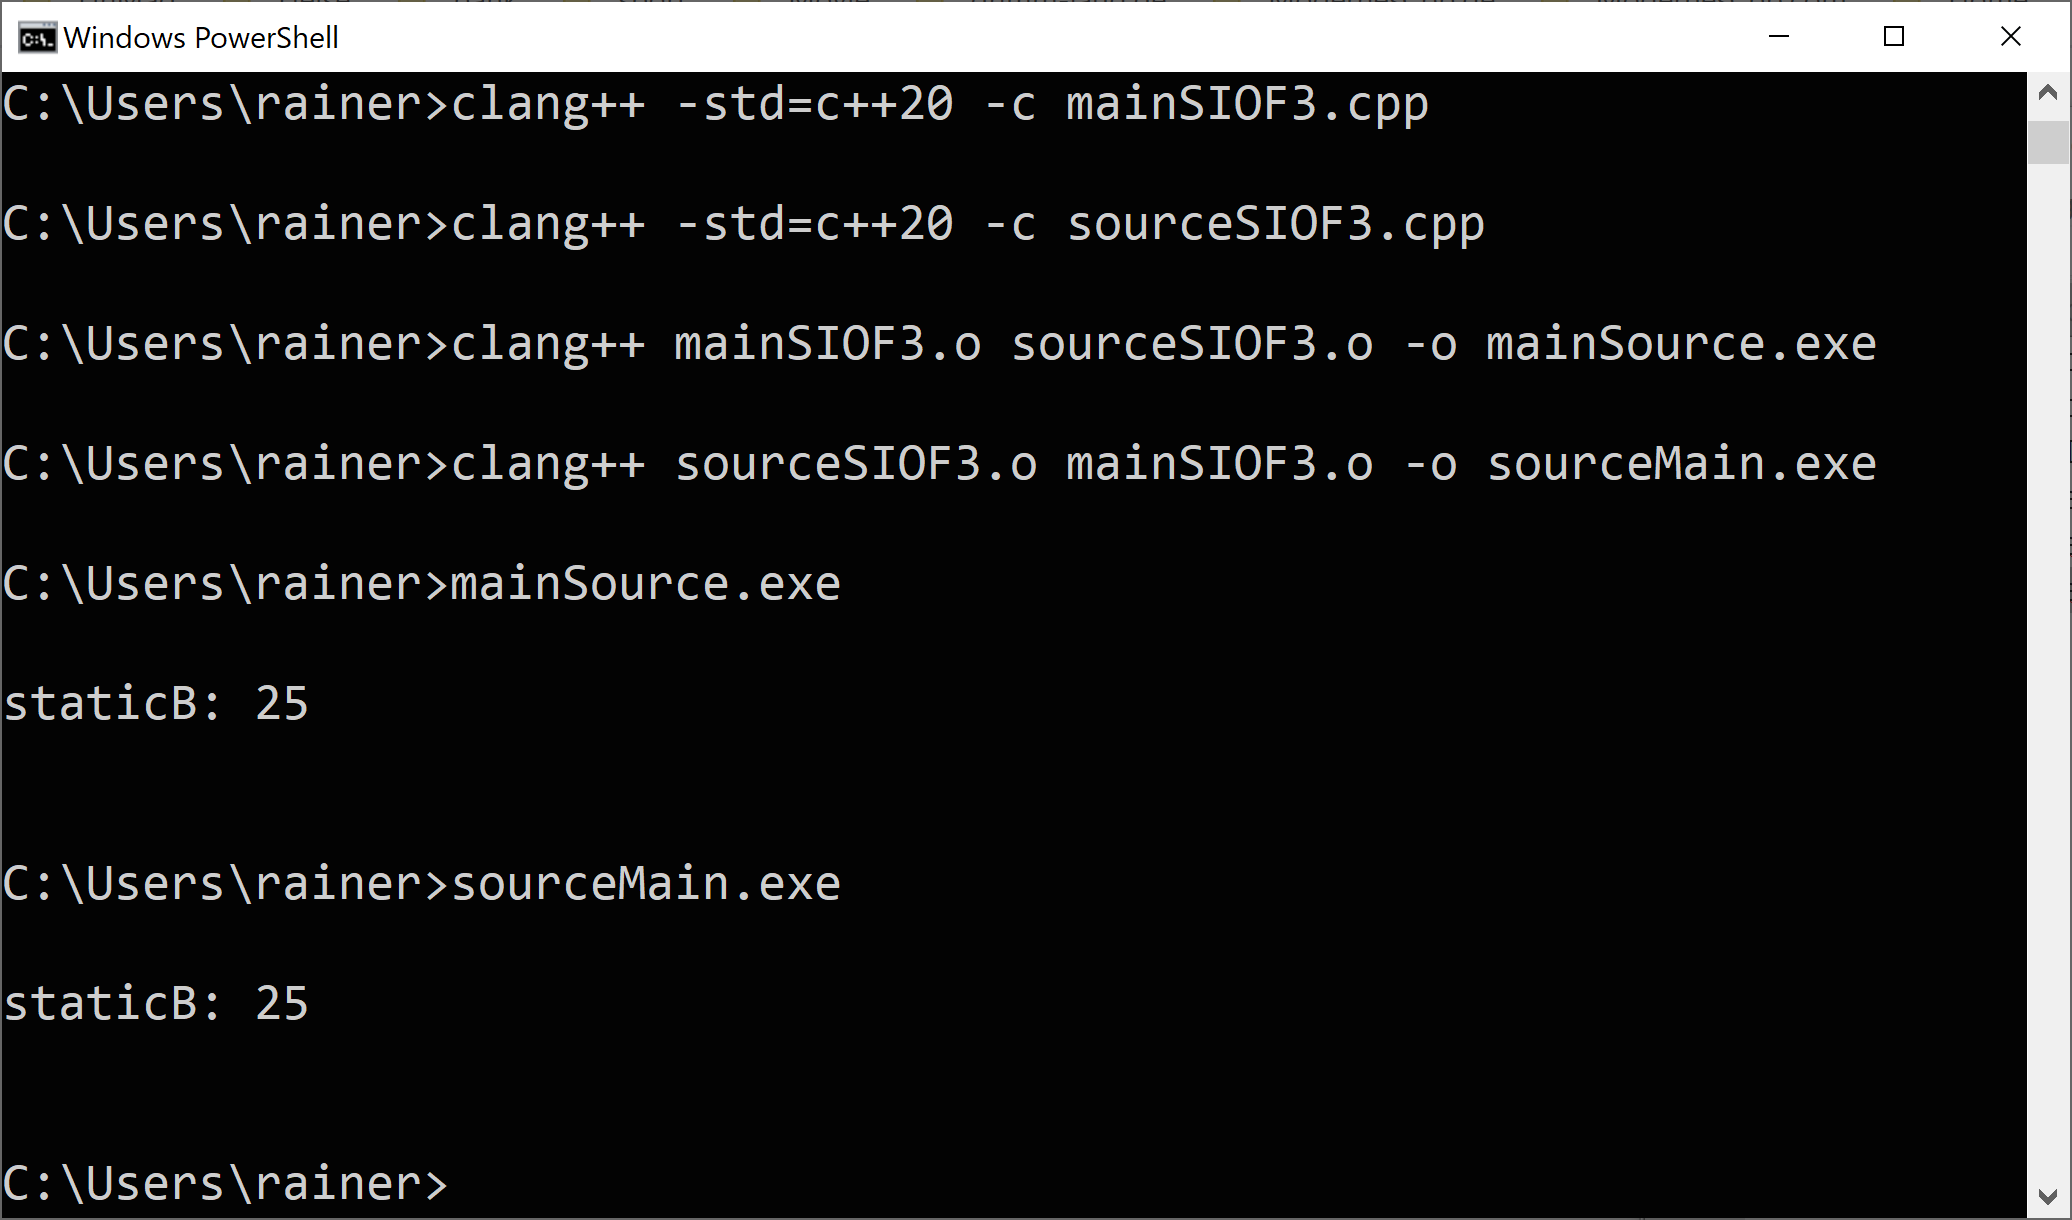 Windows PowerShell
C:\Users\rainer>clang++ -std=c++20 -c mainSIOF3.cpp
C:\Users\rainer>clang++ -std=c++20 -c sourceSIOF3.cpp
C:\Users\rainer>clang++ mainSIOF3.o sourceSIOF3.o -o mainSource.exe
C:\Users\rainer>clang++ sourceSIOF3.o mainSIOF3.o -o sourceMain.exe
C:\Users\rainer>mainSource.exe
staticB: 25
C:\Users\rainer>sourceMain.exe
staticB: 25
C:\Users\rainer>